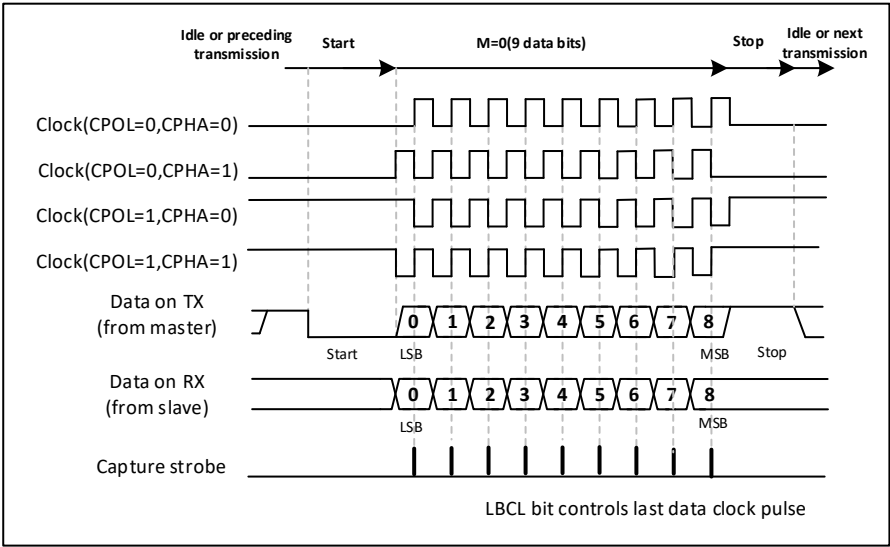 Idle or preceding
transmission
Start
M=0(9 data bits)
Stop
Idle or next
transmission
Clock(CPOL=0,CPHA=0)
Clock(CPOL=0,CPHA=1)
Clock(CPOL=1,CPHA=0)
Clock(CPOL=1,CPHA=1)
Data on TX
(from master)
0 1 2 3 4 5 6 7 8
Start
LSB
MSB
Stop
Data on RX
(from slave)
0 1 2 3 4 5 6 7 8
LSB
MSB
Capture strobe
LBCL bit controls last data clock pulse